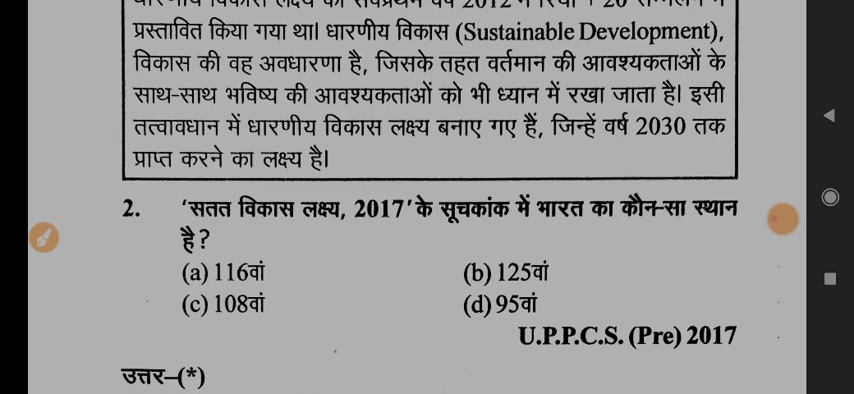 प्रस्तावित किया गया था। धारणीय विकास (Sustainable Development),
विकास की वह अवधारणा है, जिसके तहत वर्तमान की आवश्यकताओं के
साथ-साथ भविष्य की आवश्यकताओं को भी ध्यान में रखा जाता है। इसी
तत्वावधान में धारणीय विकास लक्ष्य बनाए गए हैं, जिन्हें वर्ष 2030 तक
प्राप्त करने का लक्ष्य है।
2. 'सतत विकास लक्ष्य, 2017' के सूचकांक में भारत का कौन-सा स्थान
है?
(a) 116वां (b) 125वां
(c) 108वां (d) 95वां
U.P.P.C.S. (Pre) 2017
उत्तर–(*)